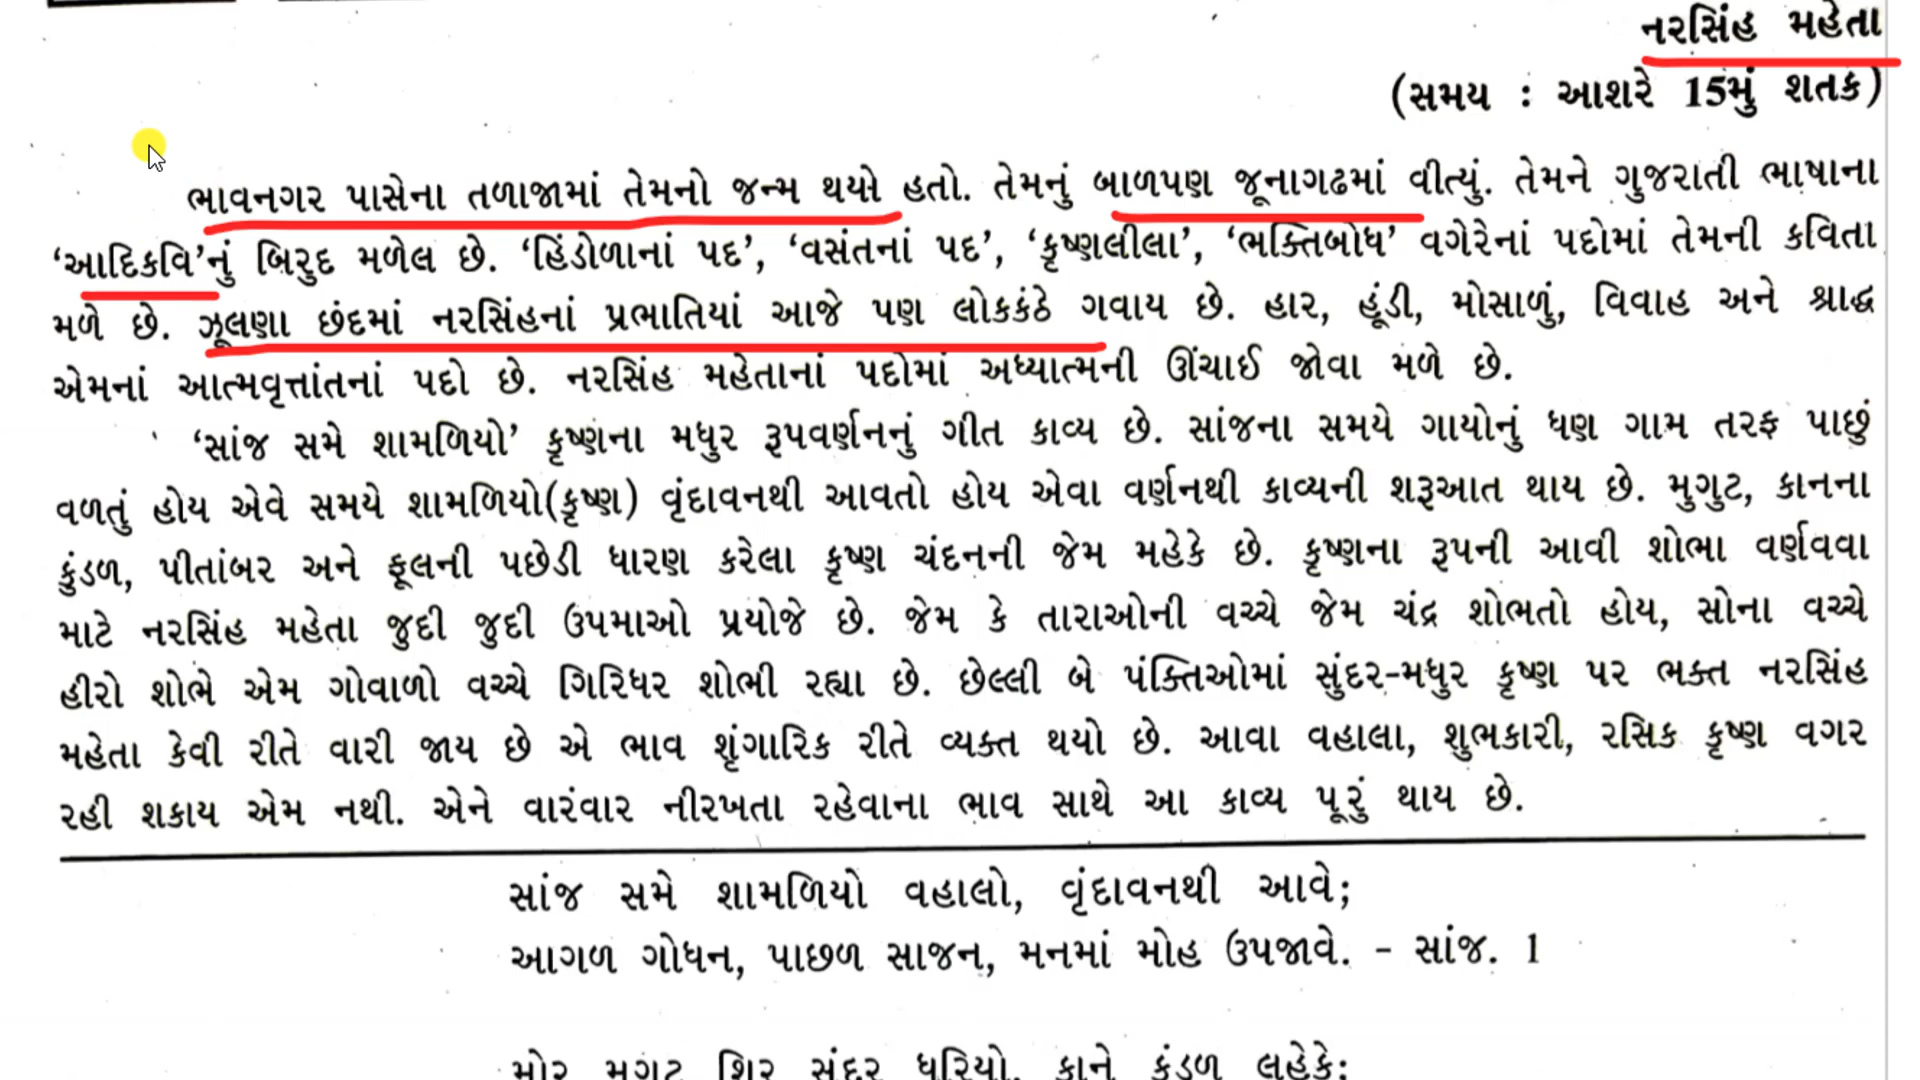 નરસિંહ મહેતા
(સમય : આશરે 15મું શતક)
ભાવનગર પાસેના તળાજામાં તેમનો જન્મ થયો હતો. તેમનું બાળપણ જૂનાગઢમાં વીત્યું. તેમને ગુજરાતી ભાષાના
‘આદિકવિ’નું બિરુદ મળેલ છે. ‘હિંડોળાનાં પદ’, ‘વસંતનાં પદ’, ‘કૃષ્ણલીલા’, ‘ભક્તિબોધ’ વગેરેનાં પદોમાં તેમની કવિતા
મળે છે. ઝૂલણા છંદમાં નરસિંહનાં પ્રભાતિયાં આજે પણ લોકકંઠે ગવાય છે. હાર, હૂંડી, મોસાળું, વિવાહ અને શ્રાદ્ધ
એમનાં આત્મવૃત્તાંતનાં પદો છે. નરસિંહ મહેતાનાં પદોમાં અધ્યાત્મની ઊંચાઈ જોવા મળે છે.
‘સાંજ સમે શામળિયો’ કૃષ્ણના મધુર રૂપવર્ણનનું ગીત કાવ્ય છે. સાંજના સમયે ગાયોનું ધણ ગામ તરફ પાછું
વળતું હોય એવે સમયે શામળિયો(કૃષ્ણ) વૃંદાવનથી આવતો હોય એવા વર્ણનથી કાવ્યની શરૂઆત થાય છે. મુગુટ, કાનના
કુંડળ, પીતાંબર અને ફૂલની પછેડી ધારણ કરેલા કૃષ્ણ ચંદનની જેમ મહેકે છે. કૃષ્ણના રૂપની આવી શોભા વર્ણવવા
માટે નરસિંહ મહેતા જુદી જુદી ઉપમાઓ પ્રયોજે છે. જેમ કે તારાઓની વચ્ચે જેમ ચંદ્ર શોભતો હોય, સોના વચ્ચે
હીરો શોભે એમ ગોવાળો વચ્ચે ગિરિધર શોભી રહ્યા છે. છેલ્લી બે પંક્તિઓમાં સુંદર-મધુર કૃષ્ણ પર ભક્ત નરસિંહ
મહેતા કેવી રીતે વારી જાય છે એ ભાવ શૃંગારિક રીતે વ્યક્ત થયો છે. આવા વહાલા, શુભકારી, રસિક કૃષ્ણ વગર
રહી શકાય એમ નથી. એને વારંવાર નીરખતા રહેવાના ભાવ સાથે આ કાવ્ય પૂરું થાય છે.
સાંજ સમે શામળિયો વહાલો, વૃંદાવનથી આવે;
આગળ ગોધન, પાછળ સાજન, મનમાં મોહ ઉપજાવે. - સાંજ. 1
મોર મુગટ શિર સુંદર ધરિયો, કાને કુંડળ લહેકે;